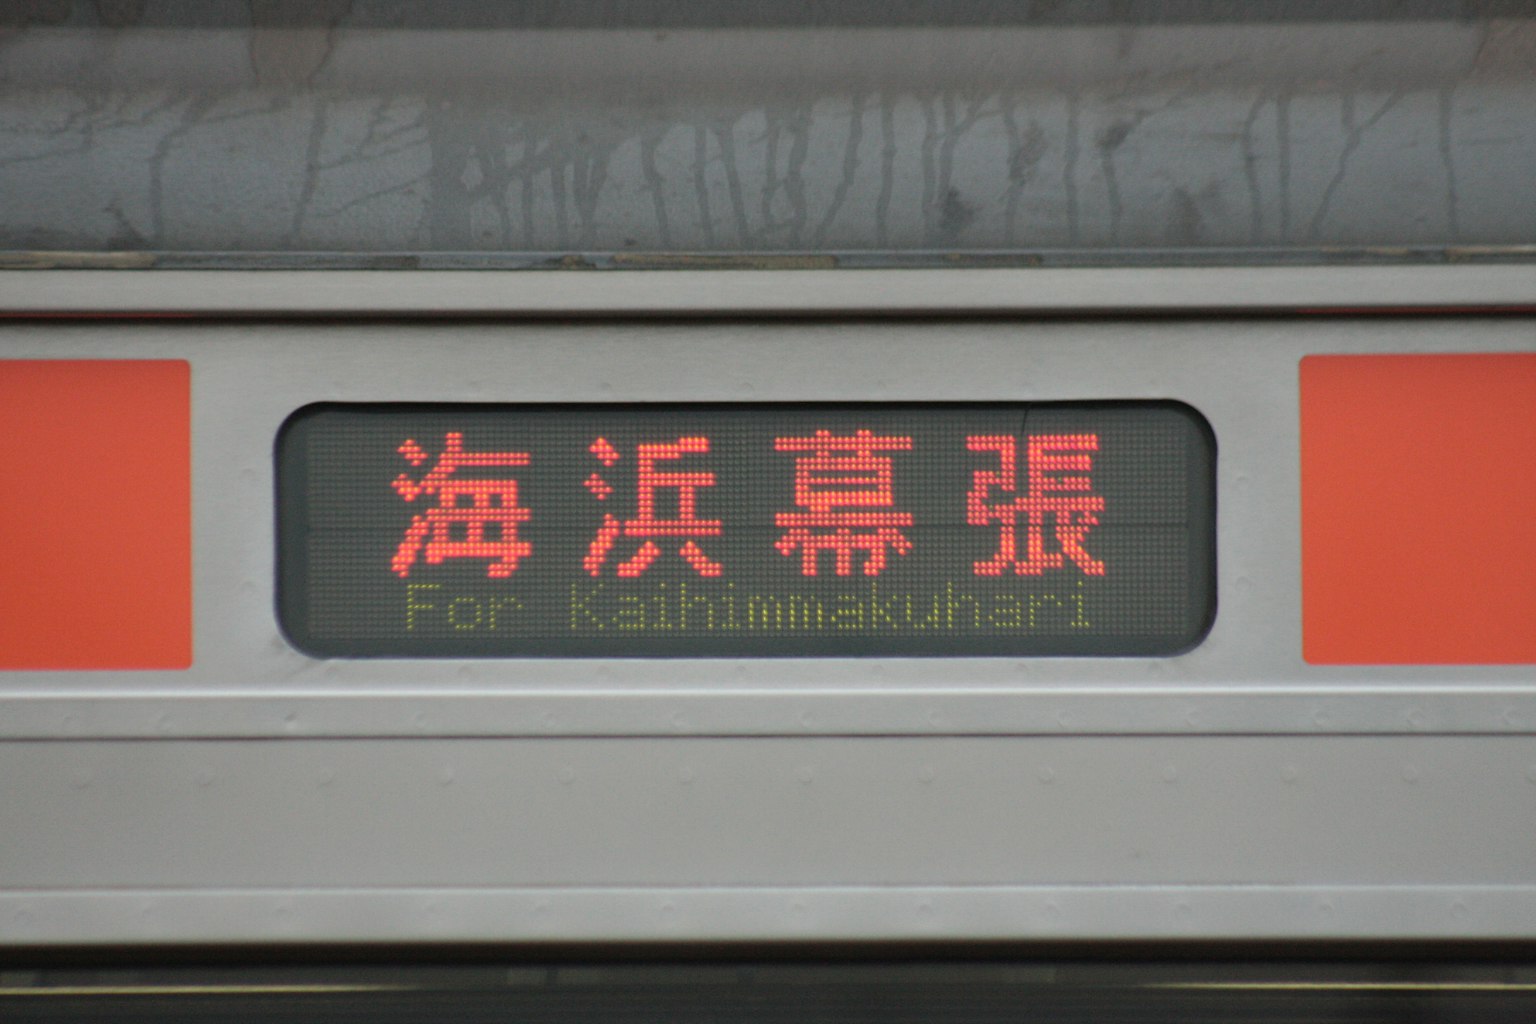 海浜幕張
For Kaihimmakuhari